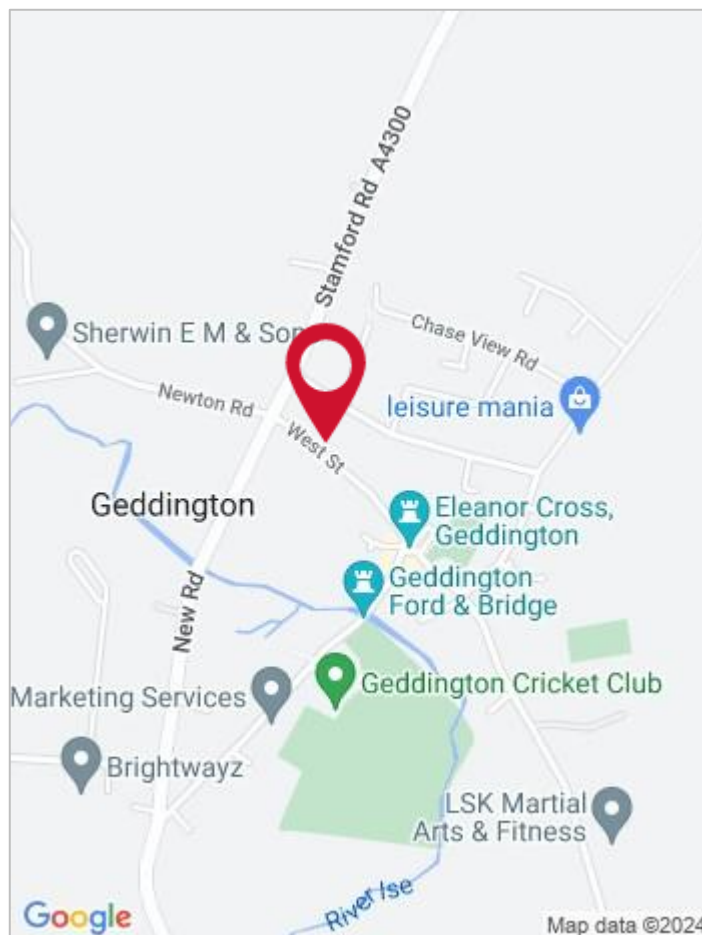 Stamford Rd A4300
Chase View Rd
Sherwin E M & Son
Newton Rd
leisure mania
West St
Geddington
Eleanor Cross,
Geddington
Geddington
Ford & Bridge
New Rd
Geddington Cricket Club
Marketing Services
Brightwayz
LSK Martial
Arts & Fitness
River Ise
Google
Map data ©2024